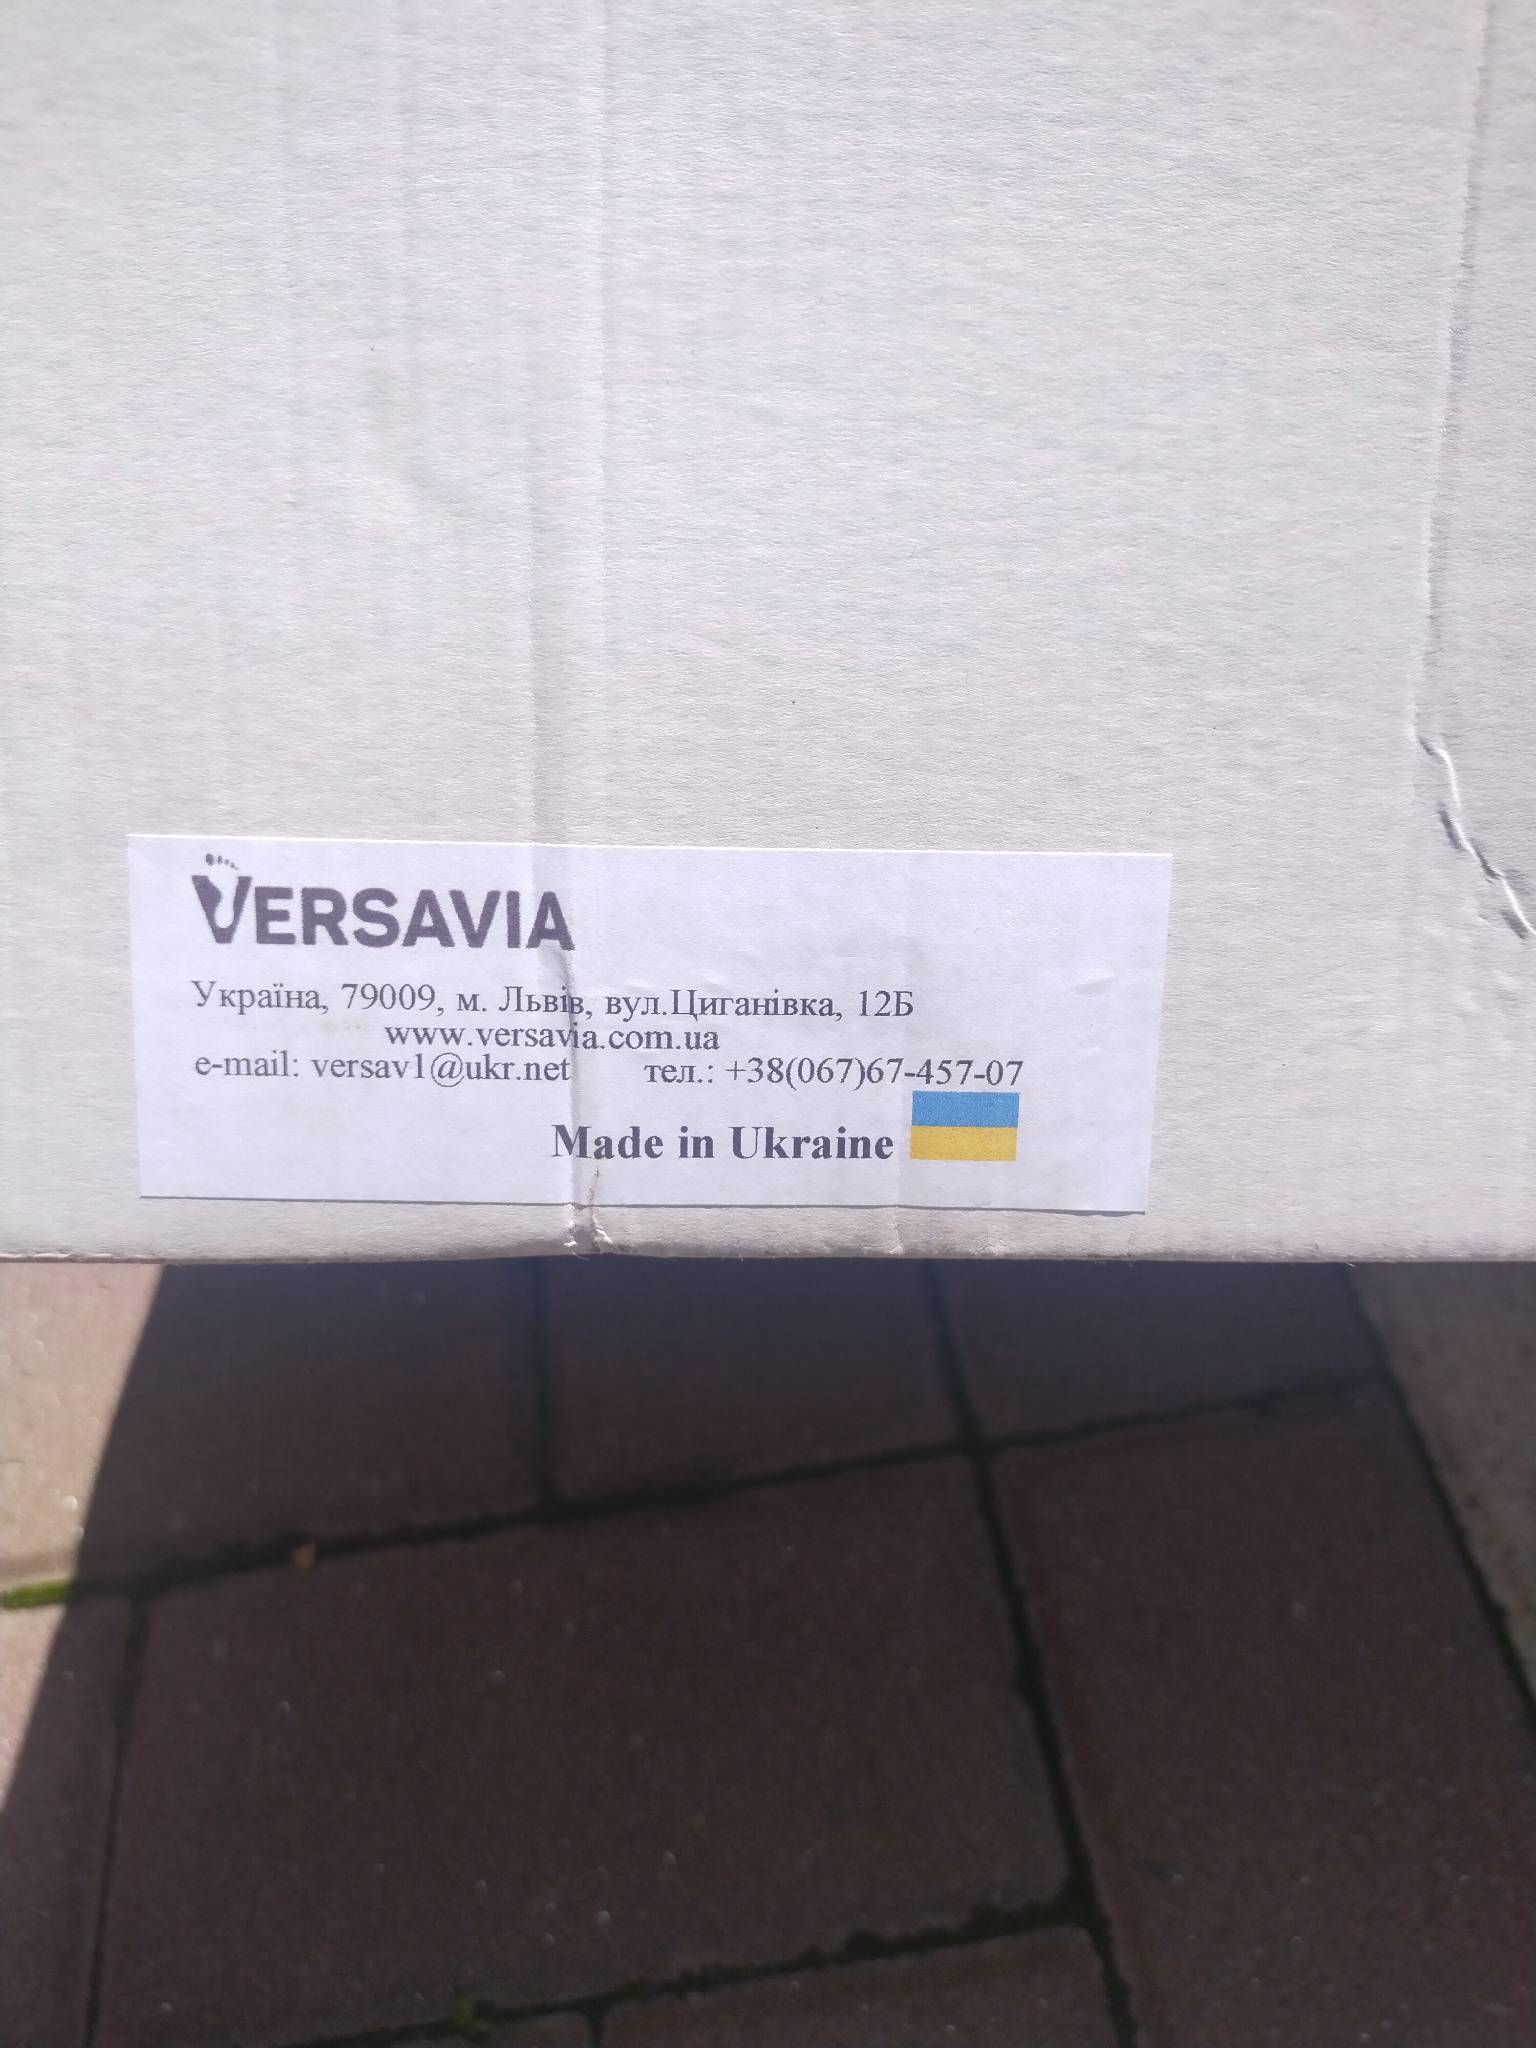 VERSAVIA
Україна, 79009, м. Львів, вул.Циганівка, 12Б
www.versavia.com.ua
e-mail: versav1@ukr.net тел.: +38(067)67-457-07
Made in Ukraine